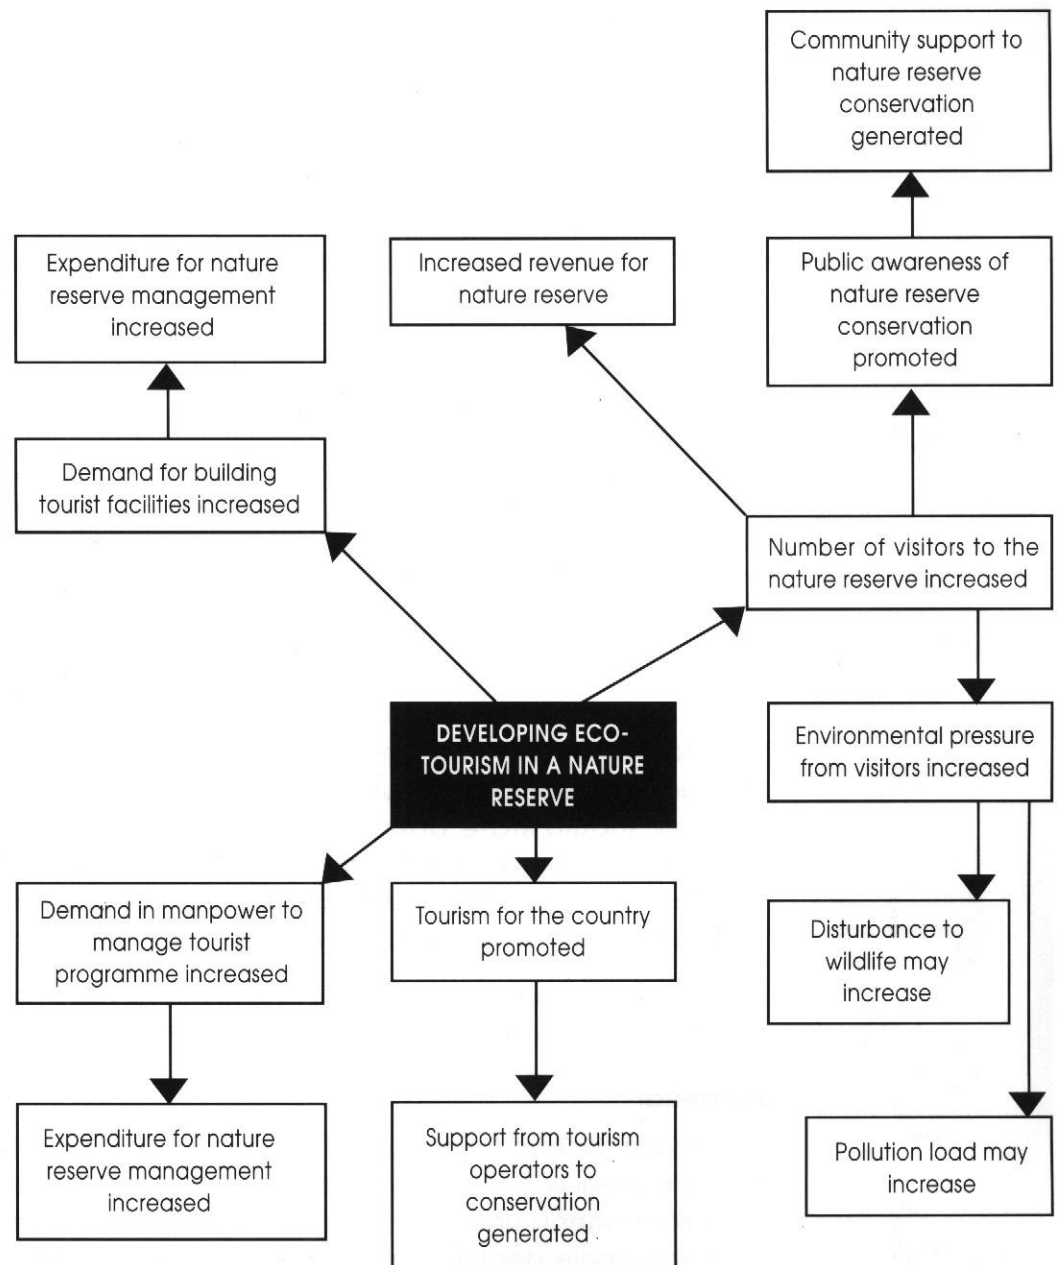 Community support to
nature reserve
conservation
generated
Expenditure for nature
reserve management
increased
Increased revenue for
nature reserve
Public awareness of
nature reserve
conservation
promoted
Demand for building
tourist facilities increased
Number of visitors to the
nature reserve increased
DEVELOPING ECO-
TOURISM IN A NATURE
RESERVE
Environmental pressure
from visitors increased
Demand in manpower to
manage tourist
programme increased
Tourism for the country
promoted
Disturbance to
wildlife may
increase
Expenditure for nature
reserve management
increased
Support from tourism
operators to
conservation
generated
Pollution load may
increase